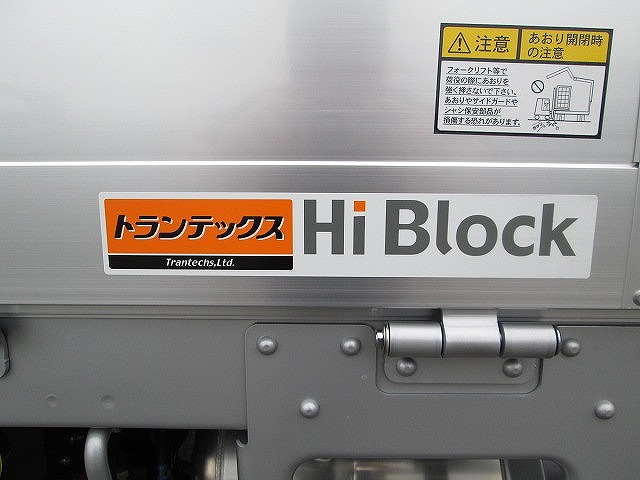 注意
あおり開閉時
の注意
フォークリフト等で
荷役の際にあおりを
強く押さないで下さい。
あおりやサイドガードや
シャシ保安部品が
損傷する恐れがあります。
トランテックス
Trantechs,Ltd.
Hi Block